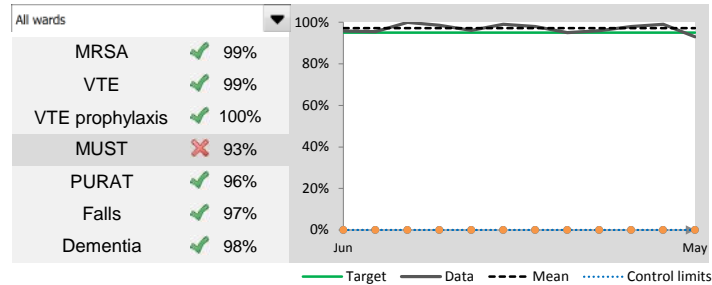 All wards
MRSA 99%
VTE 99%
VTE prophylaxis 100%
MUST 93%
PURAT 96%
Falls 97%
Dementia 98%
100%
80%
60%
40%
20%
0%
Jun May
Target Data Mean Control limits